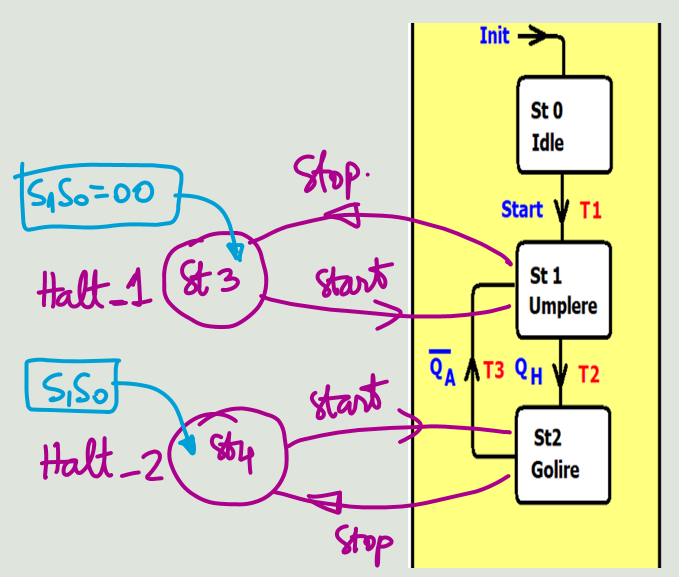 Init
St 0
Idle
Stop.
S₁S₀=00
Start T1
St 3
Halt_1
start
St 1
Umplere
Q̅A T3 QH T2
S₁S₀
start
St4
Halt_2
St2
Golire
Stop